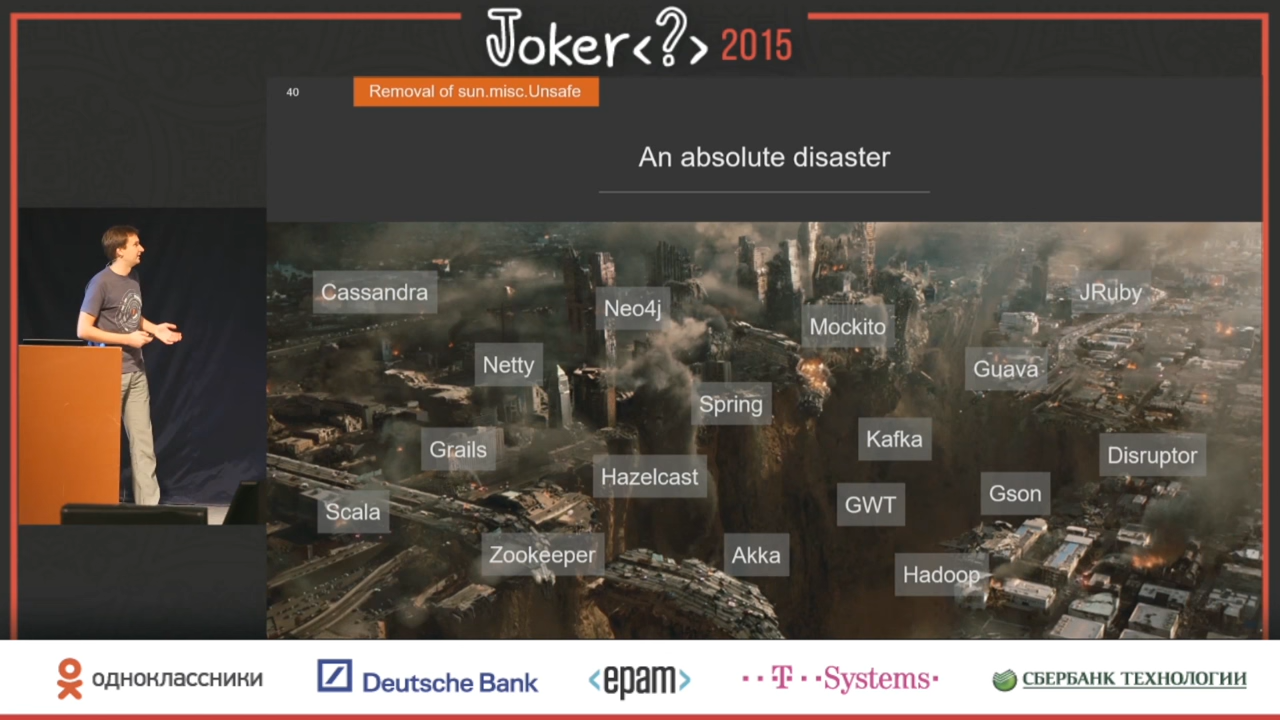 Joker<?> 2015
40
Removal of sun.misc.Unsafe
An absolute disaster
Cassandra
Neo4j
JRuby
Mockito
Netty
Guava
Spring
Kafka
Grails
Disruptor
Hazelcast
Gson
GWT
Scala
Zookeeper
Akka
Hadoop
одноклассники
Deutsche Bank
<epam>
··T··Systems·
СБЕРБАНК ТЕХНОЛОГИИ